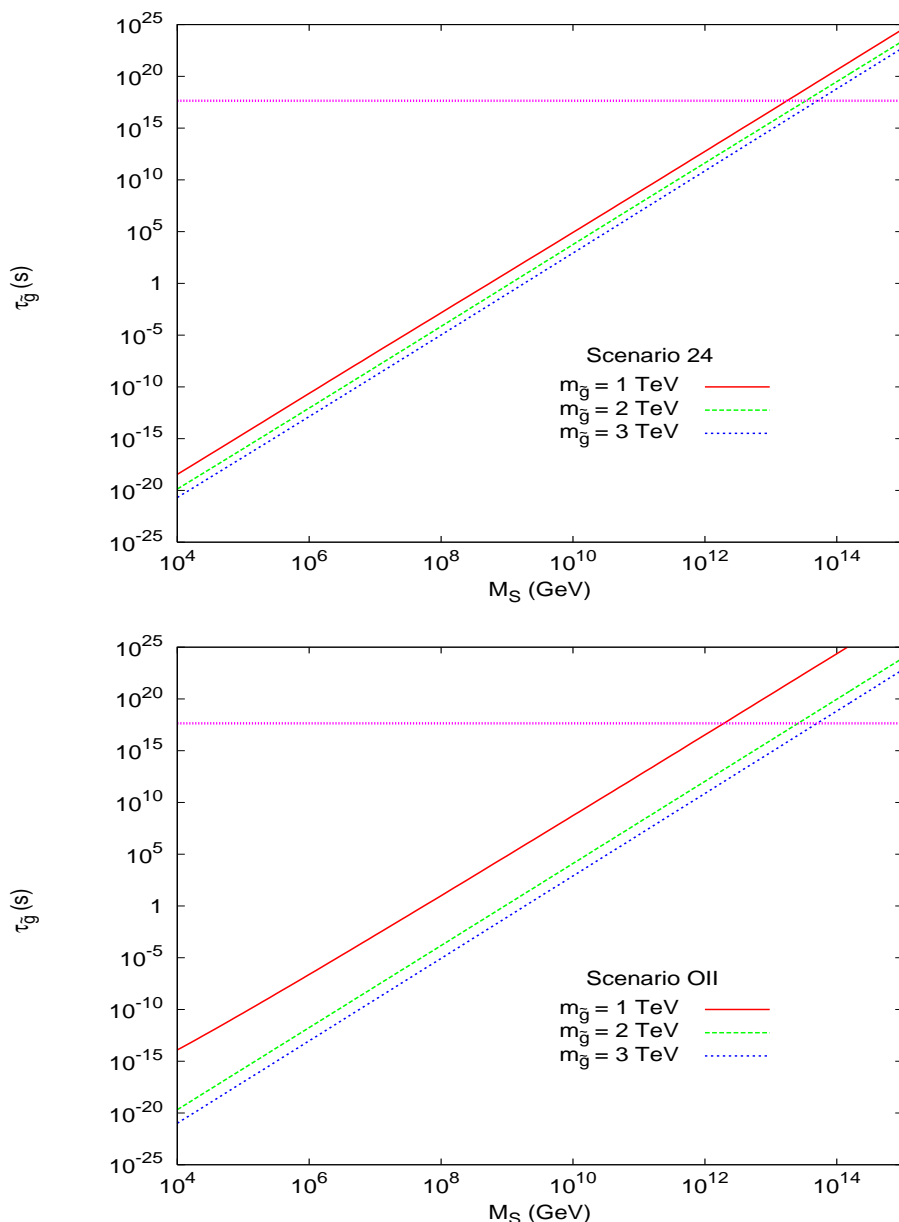 10^25
10^20
10^15
10^10
10^5
1
10^-5
10^-10
10^-15
10^-20
10^-25
τ_g̃ (s)
Scenario 24
m_g̃ = 1 TeV
m_g̃ = 2 TeV
m_g̃ = 3 TeV
10^4 10^6 10^8 10^10 10^12 10^14
M_S (GeV)
10^25
10^20
10^15
10^10
10^5
1
10^-5
10^-10
10^-15
10^-20
10^-25
τ_g̃ (s)
Scenario OII
m_g̃ = 1 TeV
m_g̃ = 2 TeV
m_g̃ = 3 TeV
10^4 10^6 10^8 10^10 10^12 10^14
M_S (GeV)